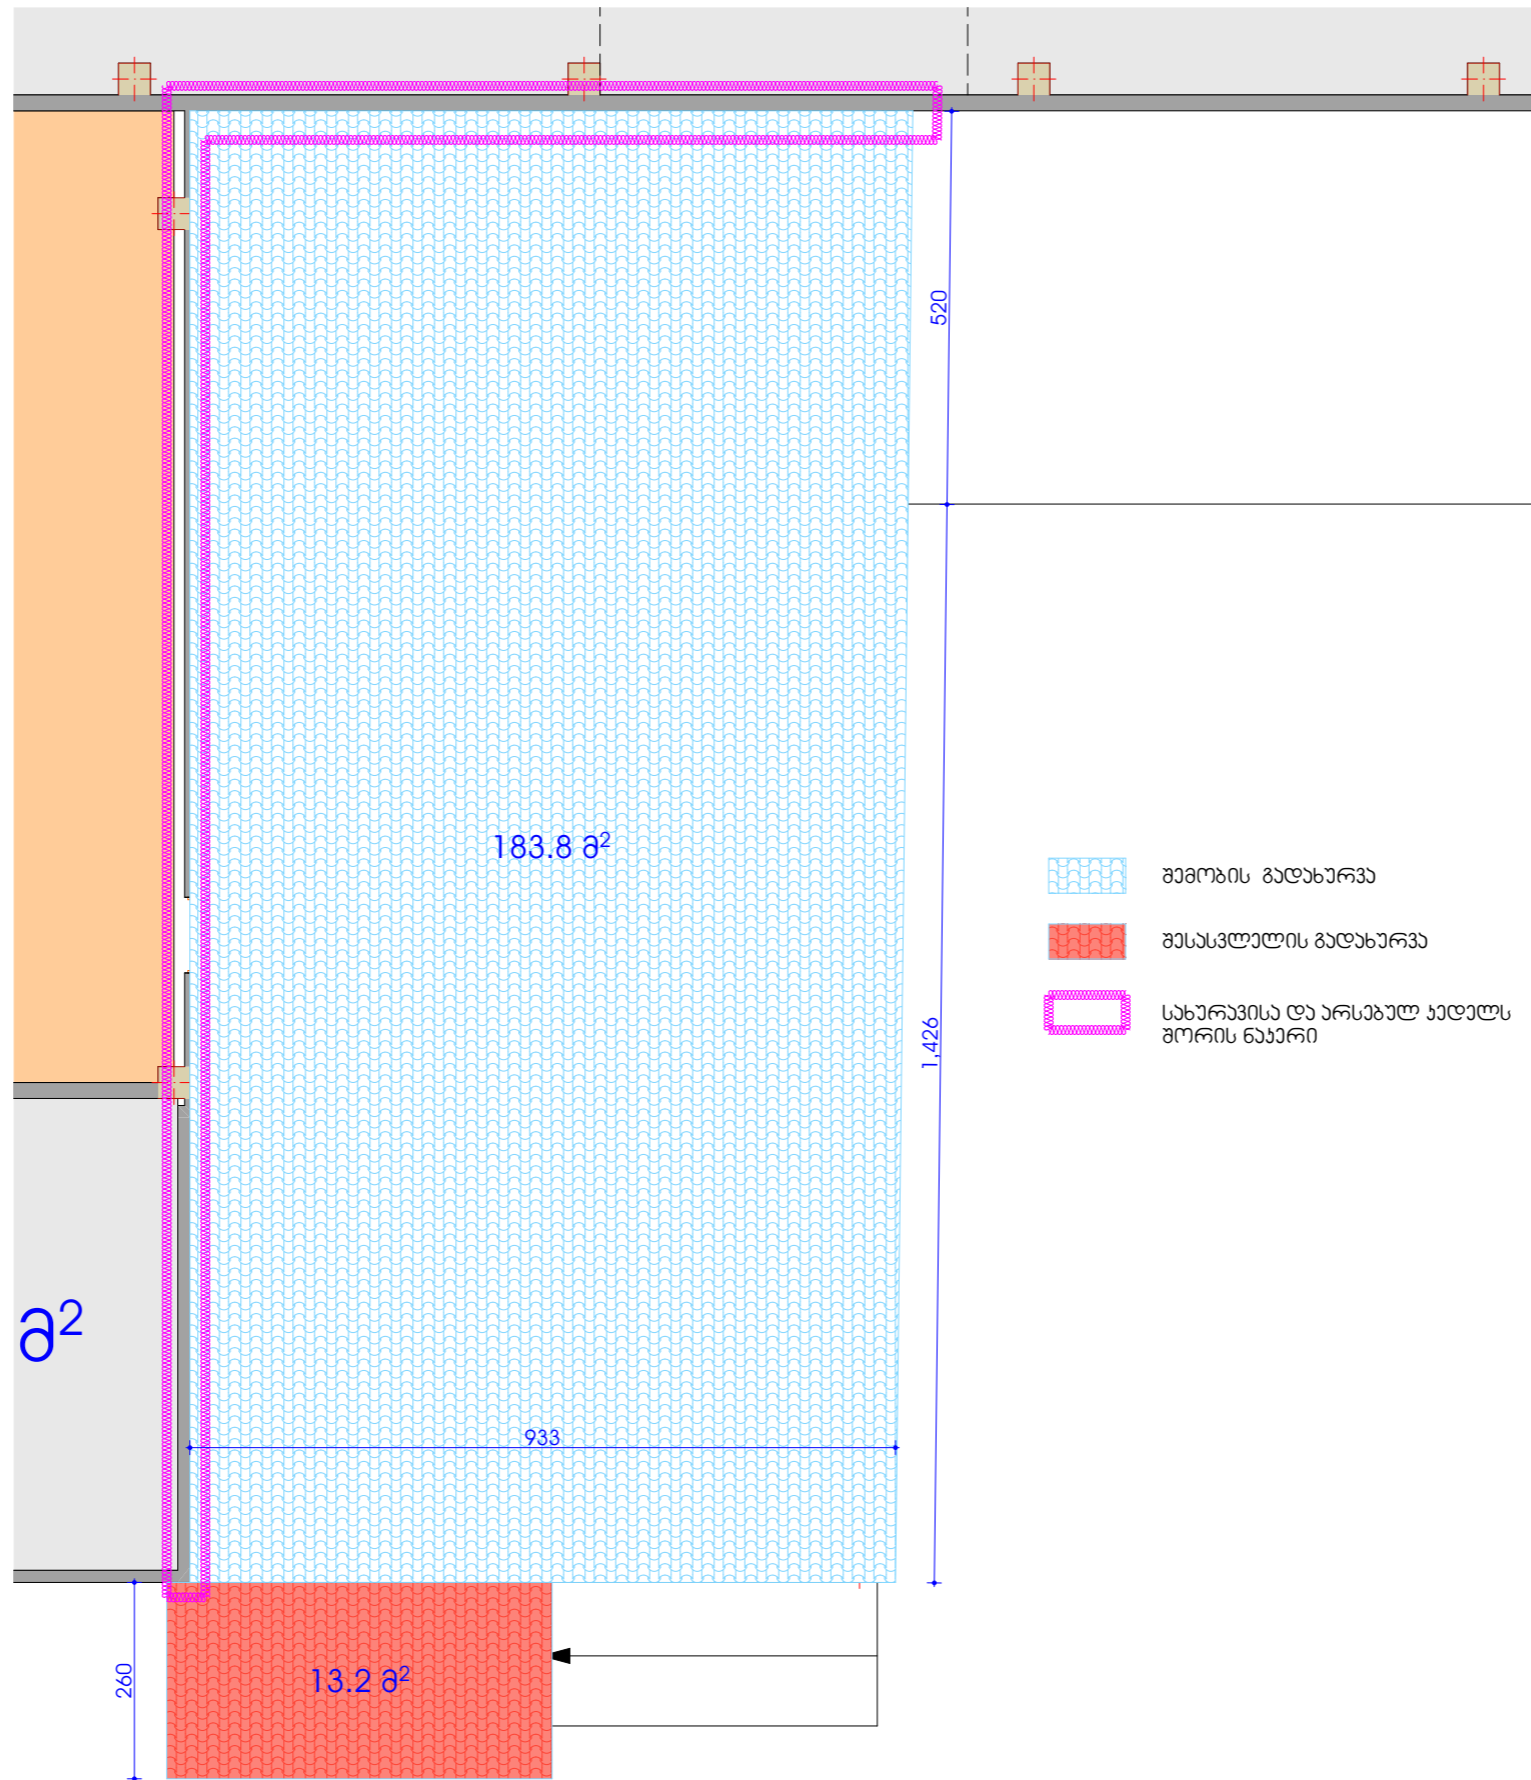 520
183.8 მ²
შემობის გადახურვა
შესასვლელის გადახურვა
სახურავისა და არსებულ კედელს
შორის ნაკერი
1,426
მ²
933
260
13.2 მ²